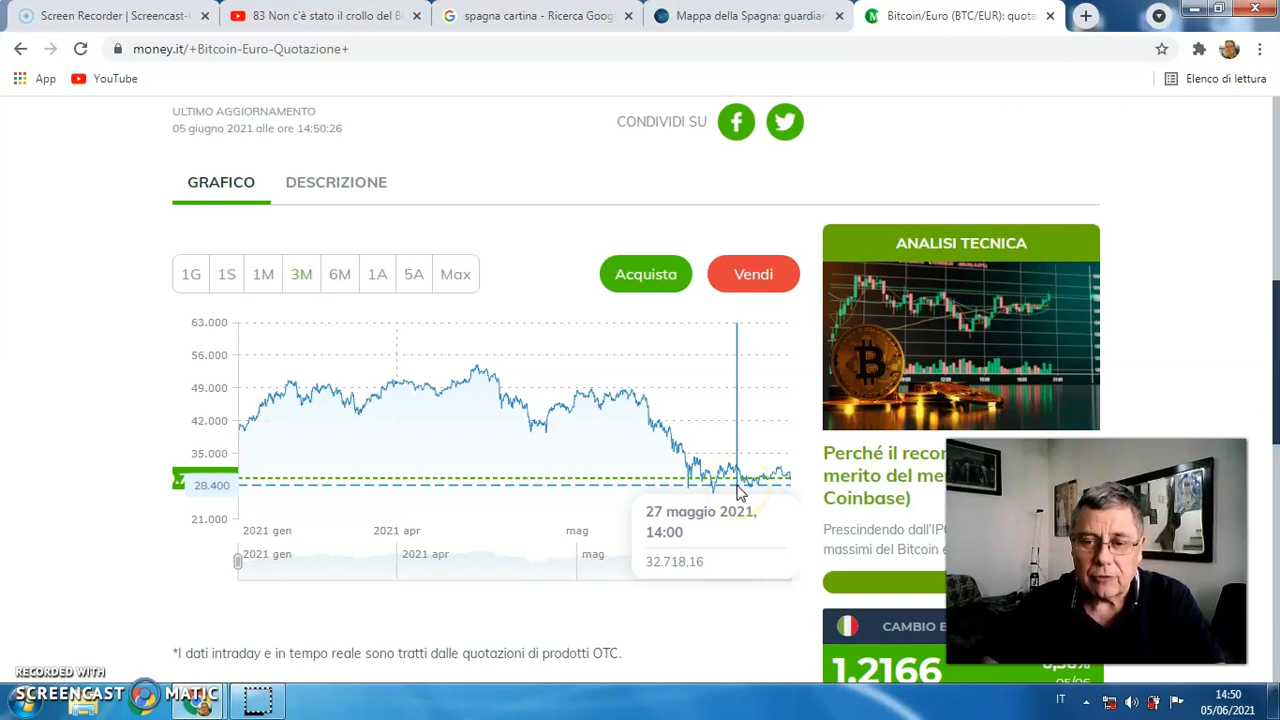 Screen Recorder | Screencast-O
83 Non c'è stato il crollo del B
spagna cartina - Ricerca Goog
Mappa della Spagna: guardian
Bitcoin/Euro (BTC/EUR): quota
money.it/+Bitcoin-Euro-Quotazione+
App
YouTube
Elenco di lettura
ULTIMO AGGIORNAMENTO
05 giugno 2021 alle ore 14:50:26
CONDIVIDI SU
GRAFICO
DESCRIZIONE
ANALISI TECNICA
1G 1S 1M 3M 6M 1A 5A Max
Acquista
Vendi
63.000
56.000
49.000
42.000
35.000
28.400
21.000
2021 gen
2021 apr
mag
2021 gen
2021 apr
mag
27 maggio 2021,
14:00
32.718,16
Perché il recor
merito del me
Coinbase)
Prescindendo dall'IP
massimi del Bitcoin e
CAMBIO E
1.2166
05/06
*I dati intraday e in tempo reale sono tratti dalle quotazioni di prodotti OTC.
RECORDED WITH
SCREENCAST MATIC
IT
14:50
05/06/2021